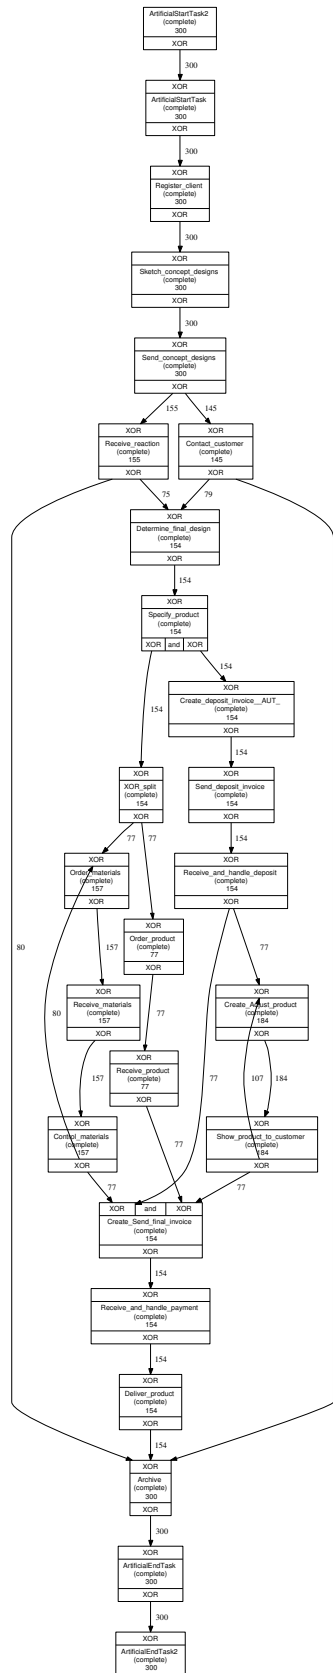 ArtificialStartTask2
(complete)
300
XOR
300
XOR
ArtificialStartTask
(complete)
300
XOR
300
XOR
Register_client
(complete)
300
XOR
300
XOR
Sketch_concept_designs
(complete)
300
XOR
300
XOR
Send_concept_designs
(complete)
300
XOR
155
145
XOR
Receive_reaction
(complete)
155
XOR
XOR
Contact_customer
(complete)
145
XOR
75
79
XOR
Determine_final_design
(complete)
154
XOR
154
XOR
Specify_product
(complete)
154
XOR and XOR
154
154
XOR
Create_deposit_invoice__AUT_
(complete)
154
XOR
154
XOR
XOR_split
(complete)
154
XOR
XOR
Send_deposit_invoice
(complete)
154
XOR
77
77
154
XOR
Order_materials
(complete)
157
XOR
XOR
Receive_and_handle_deposit
(complete)
154
XOR
80
157
XOR
Order_product
(complete)
77
XOR
77
80
77
XOR
Receive_materials
(complete)
157
XOR
XOR
Create_Adjust_product
(complete)
184
XOR
157
XOR
Receive_product
(complete)
77
XOR
77
107
184
XOR
Control_materials
(complete)
157
XOR
XOR
Show_product_to_customer
(complete)
184
XOR
77
77
77
XOR and XOR
Create_Send_final_invoice
(complete)
154
XOR
154
XOR
Receive_and_handle_payment
(complete)
154
XOR
154
XOR
Deliver_product
(complete)
154
XOR
154
XOR
Archive
(complete)
300
XOR
300
XOR
ArtificialEndTask
(complete)
300
XOR
300
XOR
ArtificialEndTask2
(complete)
300